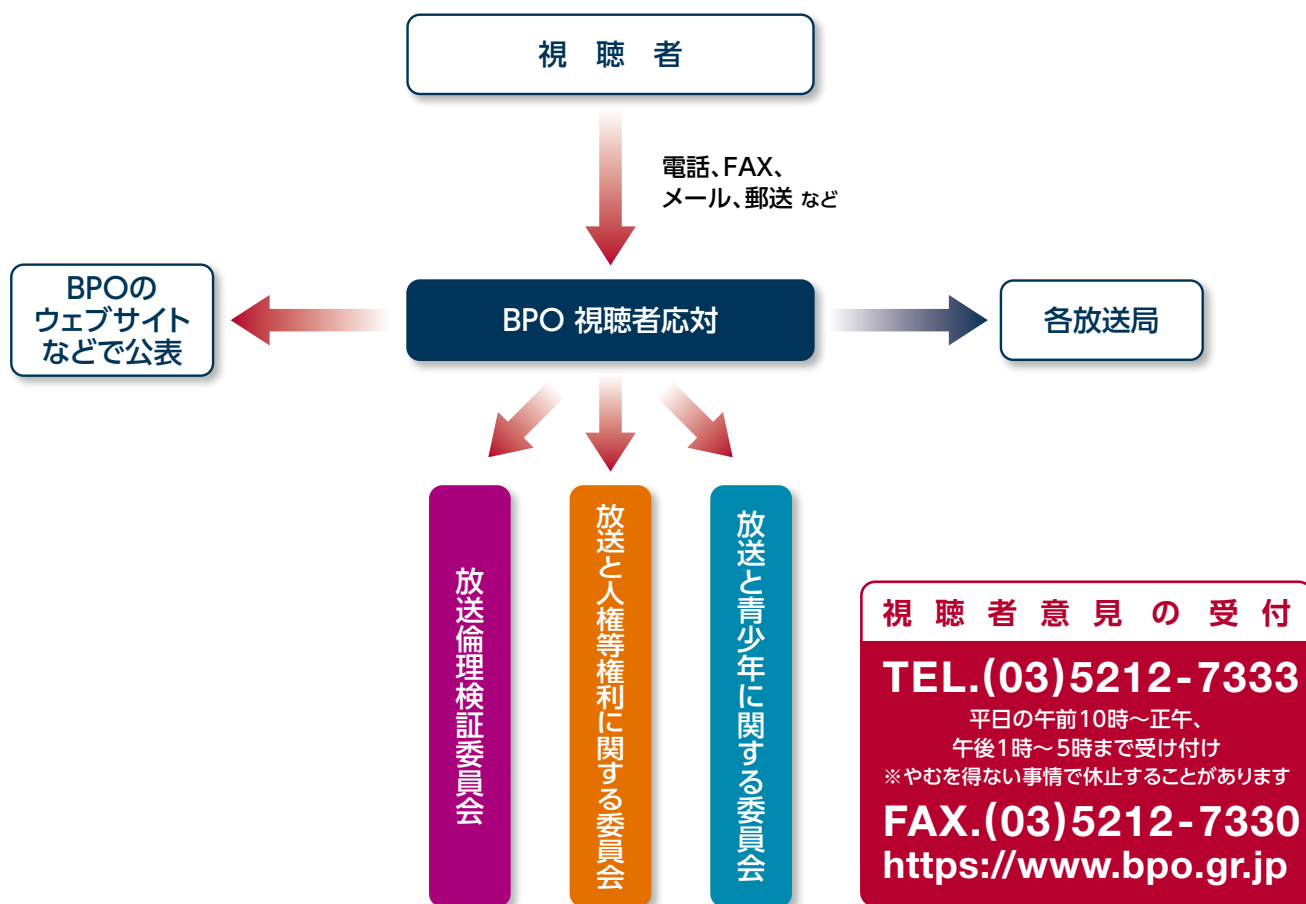 視聴者
電話、FAX、
メール、郵送 など
BPOの
ウェブサイト
などで公表
BPO 視聴者応対
各放送局
放送倫理検証委員会
放送と人権等権利に関する委員会
放送と青少年に関する委員会
視聴者意見の受付
TEL.(03)5212-7333
平日の午前10時～正午、
午後1時～5時まで受け付け
※やむを得ない事情で休止することがあります
FAX.(03)5212-7330
https://www.bpo.gr.jp